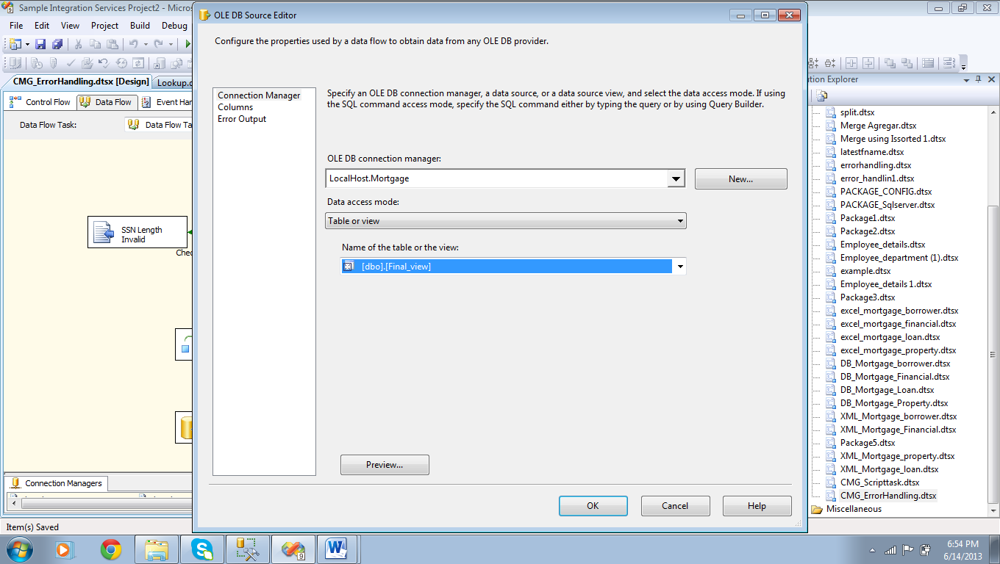 Sample Integration Services Project2 - Micros
OLE DB Source Editor
File Edit View Project Build Debug
Configure the properties used by a data flow to obtain data from any OLE DB provider.
CMG_ErrorHandling.dtsx [Design]
Lookup.
Control Flow
Data Flow
Event Han
Data Flow Task:
Data Flow Ta
Connection Manager
Columns
Error Output
Specify an OLE DB connection manager, a data source, or a data source view, and select the data access mode. If using
the SQL command access mode, specify the SQL command either by typing the query or by using Query Builder.
OLE DB connection manager:
LocalHost.Mortgage
New...
Data access mode:
Table or view
Name of the table or the view:
[dbo].[Final_view]
Preview...
OK
Cancel
Help
SSN Length
Invalid
Chec
Connection Managers
Item(s) Saved
tion Explorer
split.dtsx
Merge Agregar.dtsx
Merge using Issorted 1.dtsx
latestfname.dtsx
errorhandling.dtsx
error_handlin1.dtsx
PACKAGE_CONFIG.dtsx
PACKAGE_Sqlserver.dtsx
Package1.dtsx
Package2.dtsx
Employee_details.dtsx
Employee_department (1).dtsx
example.dtsx
Employee_details 1.dtsx
Package3.dtsx
excel_mortgage_borrower.dtsx
excel_mortgage_financial.dtsx
excel_mortgage_loan.dtsx
excel_mortgage_property.dtsx
DB_Mortgage_borrower.dtsx
DB_Mortgage_Financial.dtsx
DB_Mortgage_Loan.dtsx
DB_Mortgage_Property.dtsx
XML_Mortgage_borrower.dtsx
XML_Mortgage_Financial.dtsx
Package5.dtsx
XML_Mortgage_property.dtsx
XML_Mortgage_loan.dtsx
CMG_Scripttask.dtsx
CMG_ErrorHandling.dtsx
Miscellaneous
9
6:54 PM
6/14/2013